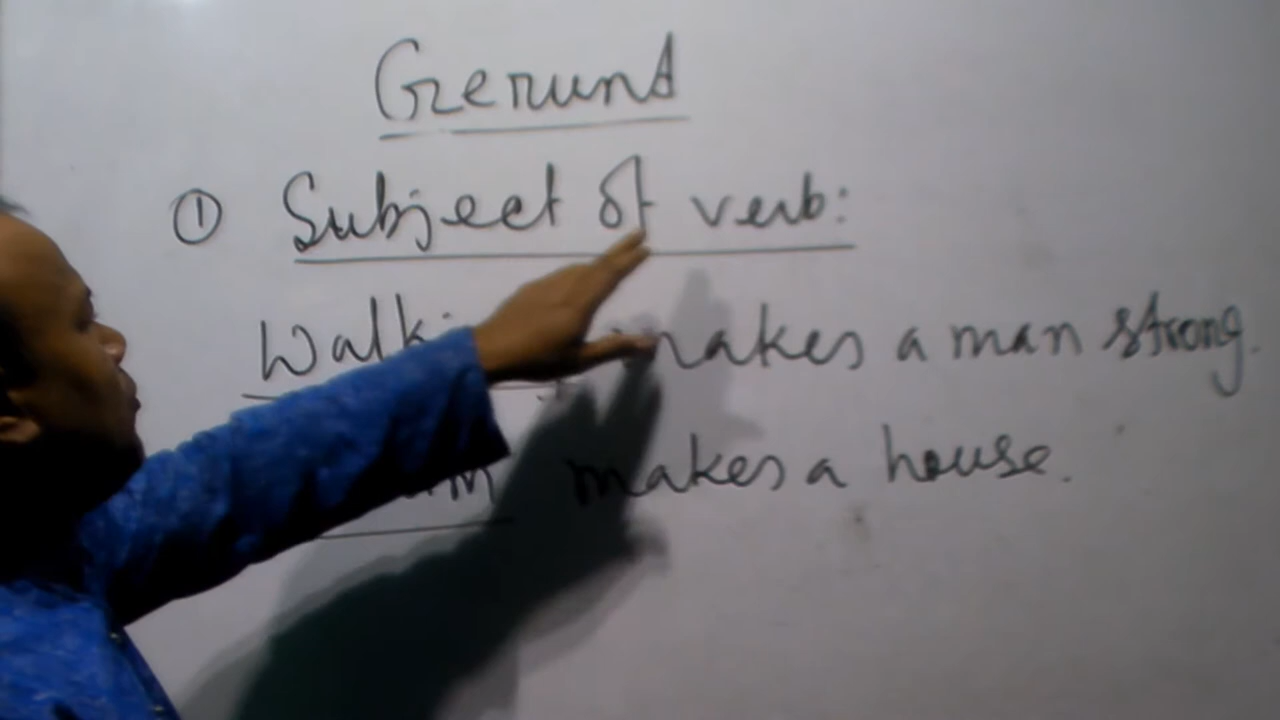 Gerund
① Subject of verb:
makes a man strong.
makes a house.